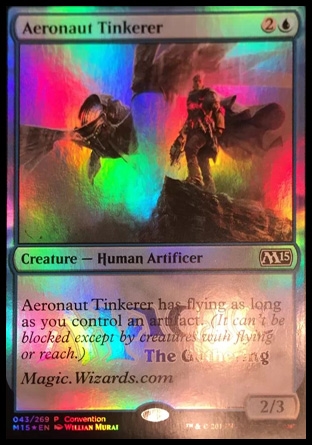 Aeronaut Tinkerer 2
Creature — Human Artificer M15
Aeronaut Tinkerer has flying as long
as you control an artifact. (It can't be
blocked except by creatures with flying
or reach.)
The Gathering
Magic.Wizards.com
2/3
043/269 P Convention
M15 ★ EN Willian Murai